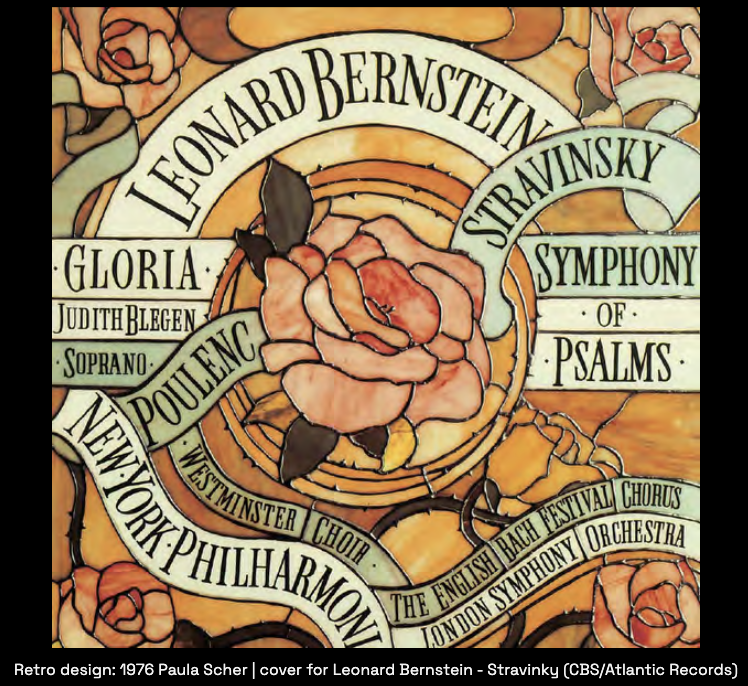 LEONARD BERNSTEIN
STRAVINSKY
SYMPHONY
· OF ·
· PSALMS ·
· GLORIA ·
JUDITH BLEGEN
· SOPRANO ·
POULENC
· WESTMINSTER CHOIR ·
NEW·YORK·PHILHARMONI
THE ENGLISH BACH FESTIVAL CHORUS
LONDON SYMPHONY ORCHESTRA
Retro design: 1976 Paula Scher | cover for Leonard Bernstein - Stravinky (CBS/Atlantic Records)